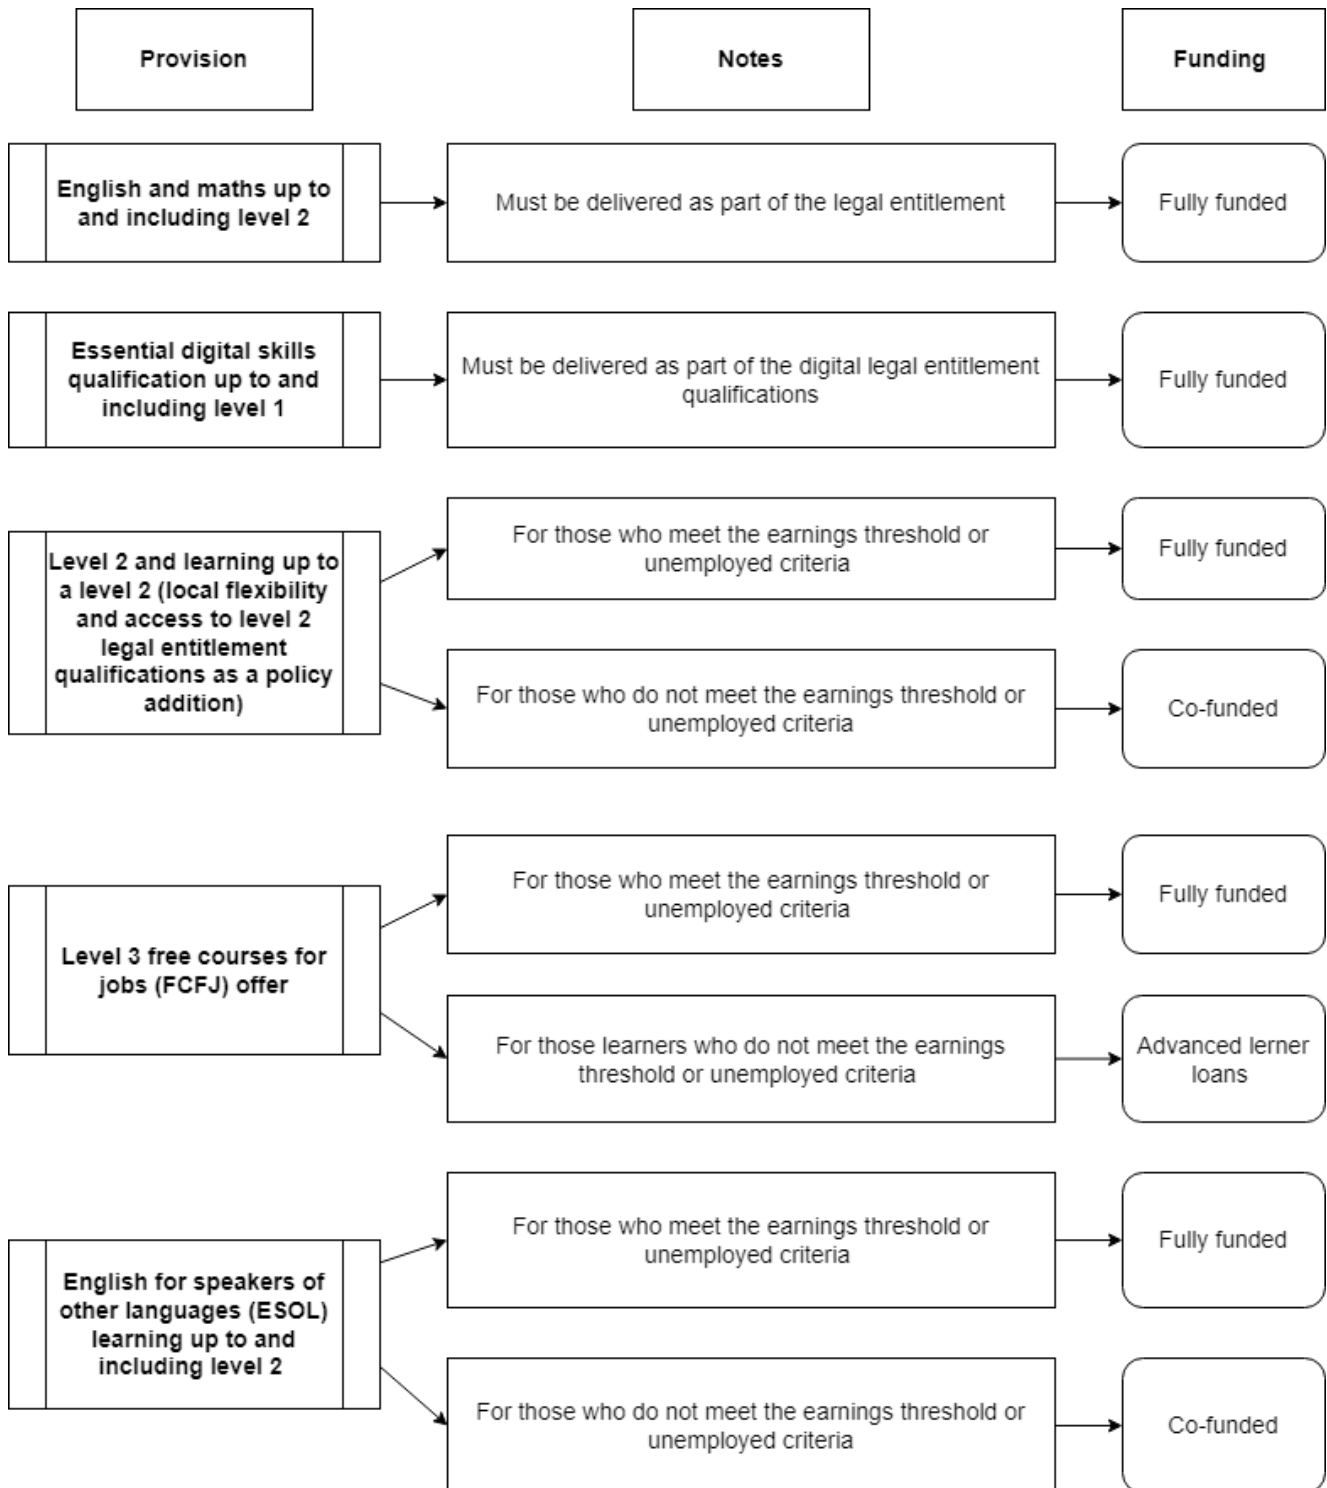 Provision
Notes
Funding
English and maths up to
and including level 2
Must be delivered as part of the legal entitlement
Fully funded
Essential digital skills
qualification up to and
including level 1
Must be delivered as part of the digital legal entitlement
qualifications
Fully funded
Level 2 and learning up to
a level 2 (local flexibility
and access to level 2
legal entitlement
qualifications as a policy
addition)
For those who meet the earnings threshold or
unemployed criteria
Fully funded
For those who do not meet the earnings threshold or
unemployed criteria
Co-funded
Level 3 free courses for
jobs (FCFJ) offer
For those who meet the earnings threshold or
unemployed criteria
Fully funded
For those learners who do not meet the earnings
threshold or unemployed criteria
Advanced lerner
loans
English for speakers of
other languages (ESOL)
learning up to and
including level 2
For those who meet the earnings threshold or
unemployed criteria
Fully funded
For those who do not meet the earnings threshold or
unemployed criteria
Co-funded